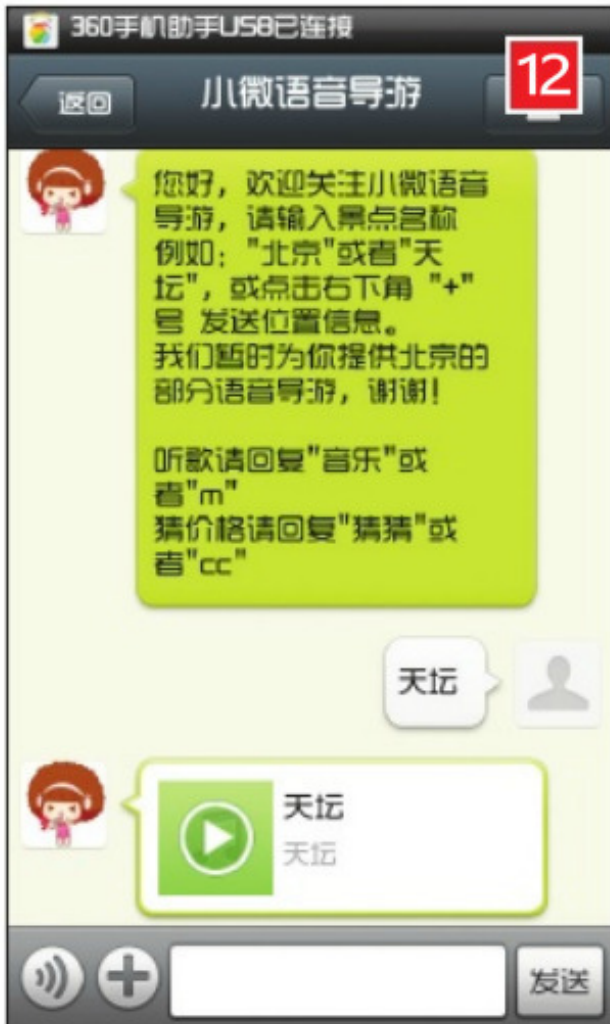 360手机助手USB已连接
返回
小微语音导游
12
您好，欢迎关注小微语音
导游，请输入景点名称
例如："北京"或者"天
坛"，或点击右下角 "+"
号 发送位置信息。
我们暂时为你提供北京的
部分语音导游，谢谢！
听歌请回复"音乐"或
者"m"
猜价格请回复"猜猜"或
者"cc"
天坛
天坛
天坛
发送